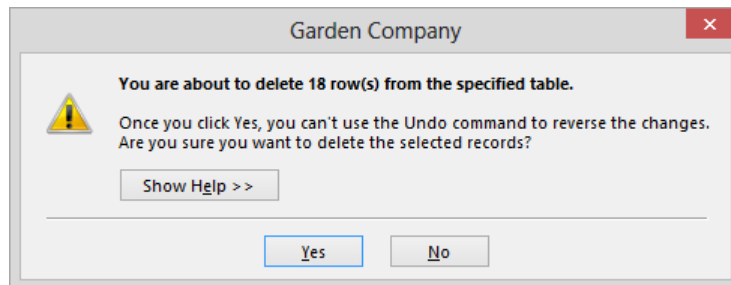 Garden Company
You are about to delete 18 row(s) from the specified table.
Once you click Yes, you can't use the Undo command to reverse the changes.
Are you sure you want to delete the selected records?
Show Help >>
Yes No